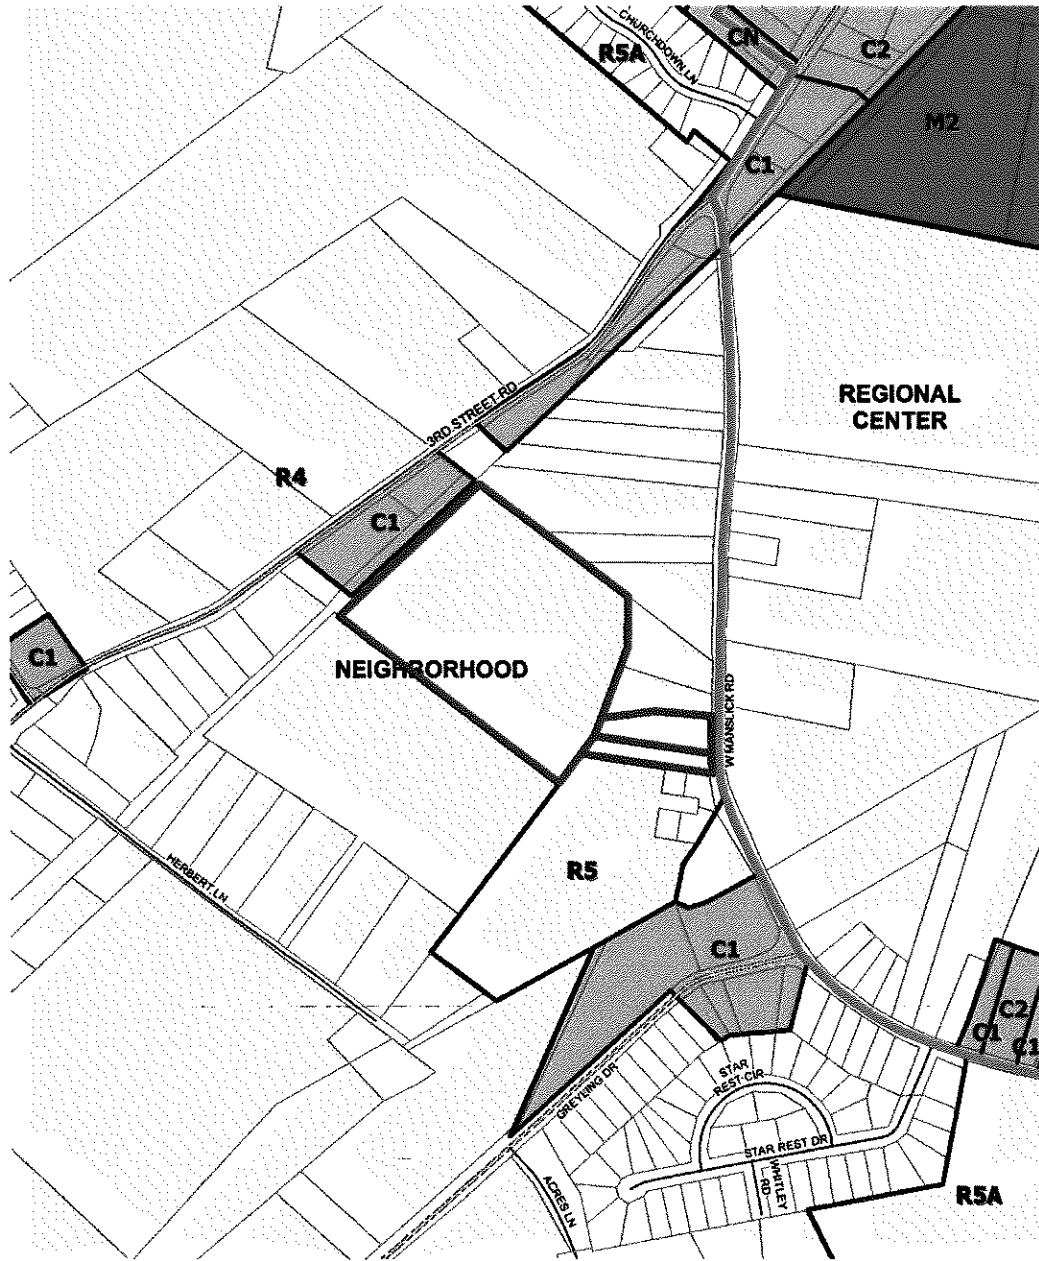 CHURCHDOWN LN
CN
C2
R5A
M2
C1
REGIONAL
CENTER
3RD STREET RD
R4
C1
C1
NEIGHBORHOOD
W MANSLICK RD
HERBERT LN
R5
C1
C2
C1
C1
STAR
REST CIR
GREYLING DR
STAR REST DR
WHITLEY
RD
ACRES LN
R5A